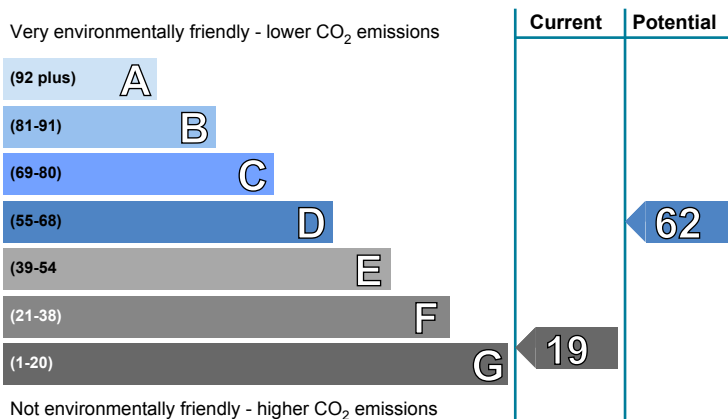 Current Potential
Very environmentally friendly - lower CO2 emissions
(92 plus) A
(81-91) B
(69-80) C
(55-68) D
62
(39-54 E
(21-38) F
19
(1-20) G
Not environmentally friendly - higher CO2 emissions